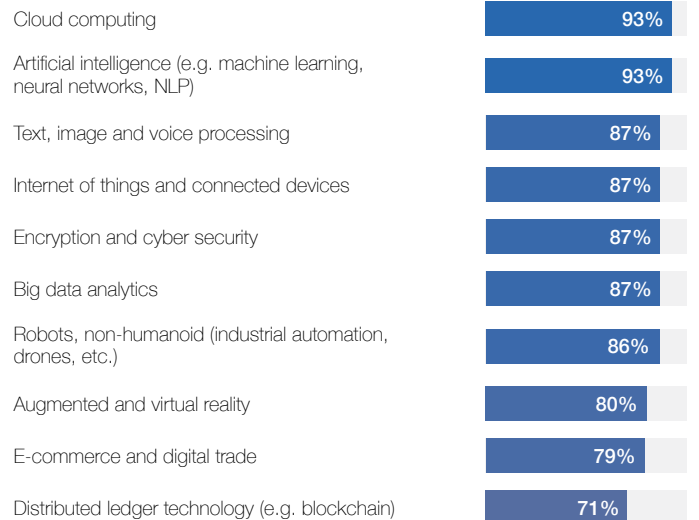 Cloud computing 93%
Artificial intelligence (e.g. machine learning,
neural networks, NLP) 93%
Text, image and voice processing 87%
Internet of things and connected devices 87%
Encryption and cyber security 87%
Big data analytics 87%
Robots, non-humanoid (industrial automation,
drones, etc.) 86%
Augmented and virtual reality 80%
E-commerce and digital trade 79%
Distributed ledger technology (e.g. blockchain) 71%